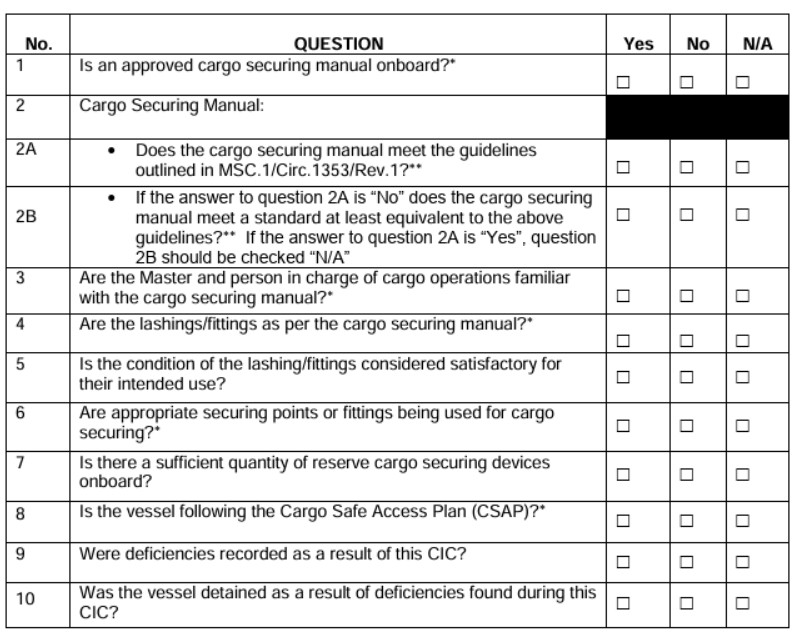 No. QUESTION Yes No N/A
1 Is an approved cargo securing manual onboard?*
☐ ☐ ☐
2 Cargo Securing Manual:
2A • Does the cargo securing manual meet the guidelines
outlined in MSC.1/Circ.1353/Rev.1?** ☐ ☐ ☐
• If the answer to question 2A is “No” does the cargo securing
2B manual meet a standard at least equivalent to the above ☐ ☐ ☐
guidelines?** If the answer to question 2A is “Yes”, question
2B should be checked “N/A”
3 Are the Master and person in charge of cargo operations familiar
with the cargo securing manual?* ☐ ☐ ☐
4 Are the lashings/fittings as per the cargo securing manual?*
☐ ☐ ☐
5 Is the condition of the lashing/fittings considered satisfactory for
their intended use? ☐ ☐ ☐
6 Are appropriate securing points or fittings being used for cargo
securing?* ☐ ☐ ☐
7 Is there a sufficient quantity of reserve cargo securing devices
onboard? ☐ ☐ ☐
8 Is the vessel following the Cargo Safe Access Plan (CSAP)?*
☐ ☐ ☐
9 Were deficiencies recorded as a result of this CIC?
☐ ☐ ☐
10 Was the vessel detained as a result of deficiencies found during this
CIC? ☐ ☐ ☐